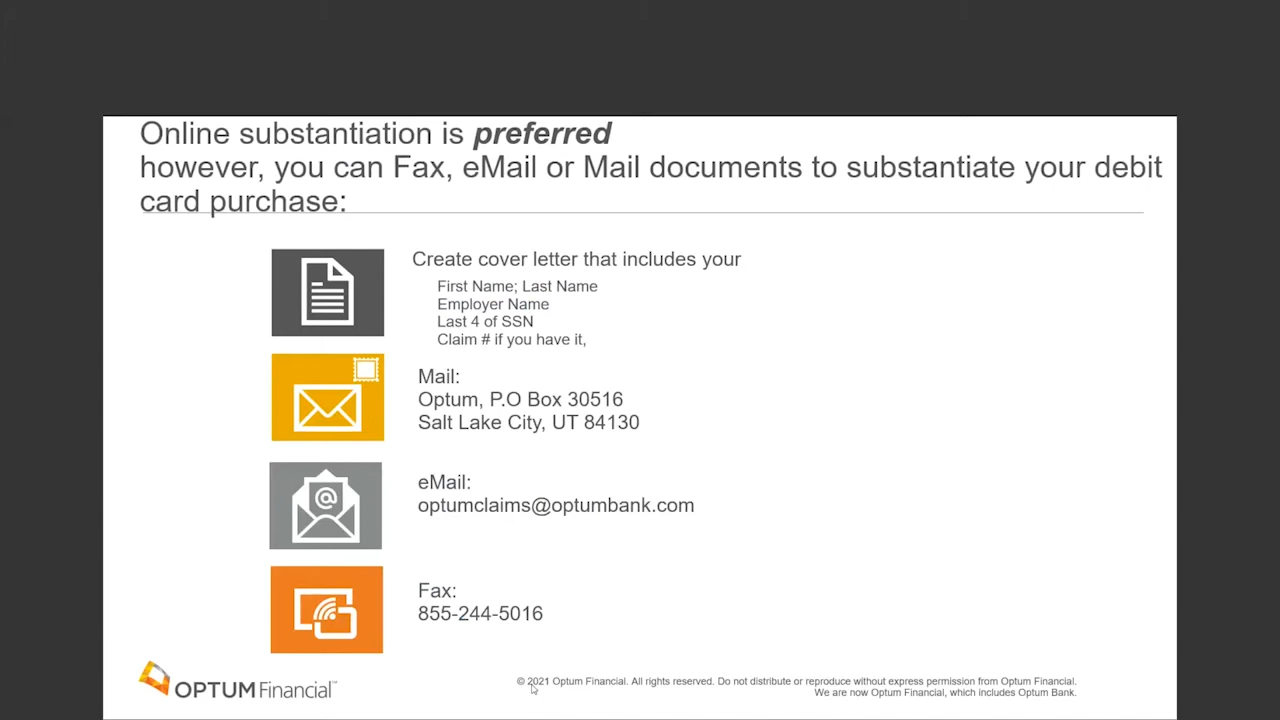 Online substantiation is preferred
however, you can Fax, eMail or Mail documents to substantiate your debit
card purchase:
Create cover letter that includes your
First Name; Last Name
Employer Name
Last 4 of SSN
Claim # if you have it,
Mail:
Optum, P.O Box 30516
Salt Lake City, UT 84130
@
eMail:
optumclaims@optumbank.com
Fax:
855-244-5016
OPTUM Financial™
© 2021 Optum Financial. All rights reserved. Do not distribute or reproduce without express permission from Optum Financial.
We are now Optum Financial, which includes Optum Bank.